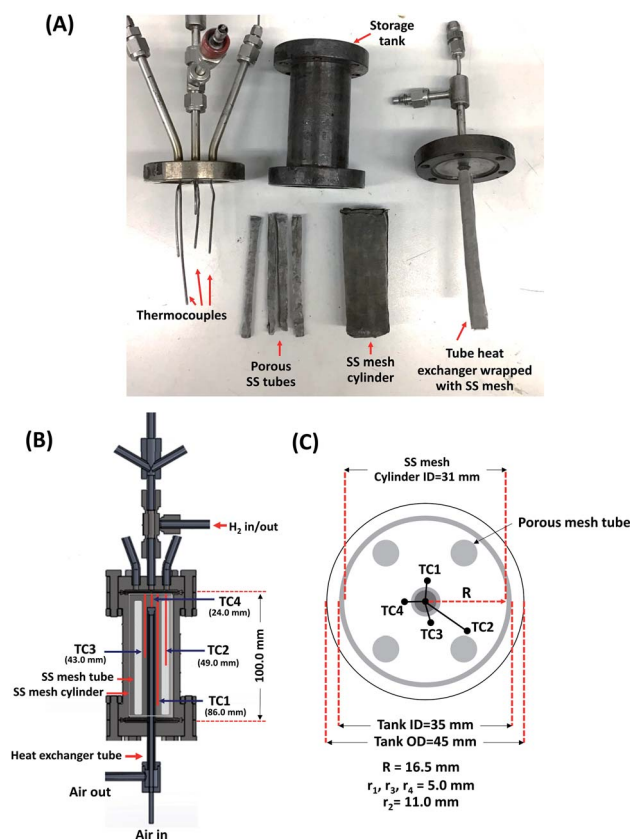 (A)
Storage
tank
Thermocouples
Porous
SS tubes
SS mesh
cylinder
Tube heat
exchanger wrapped
with SS mesh
(B)
H₂ in/out
TC4
(24.0 mm)
TC3
(43.0 mm)
TC2
(49.0 mm)
SS mesh tube
SS mesh cylinder
TC1
(86.0 mm)
100.0 mm
Heat exchanger tube
Air out
Air in
(C)
SS mesh
Cylinder ID=31 mm
Porous mesh tube
TC1
R
TC4
TC3
TC2
Tank ID=35 mm
Tank OD=45 mm
R = 16.5 mm
r₁, r₃, r₄ = 5.0 mm
r₂= 11.0 mm